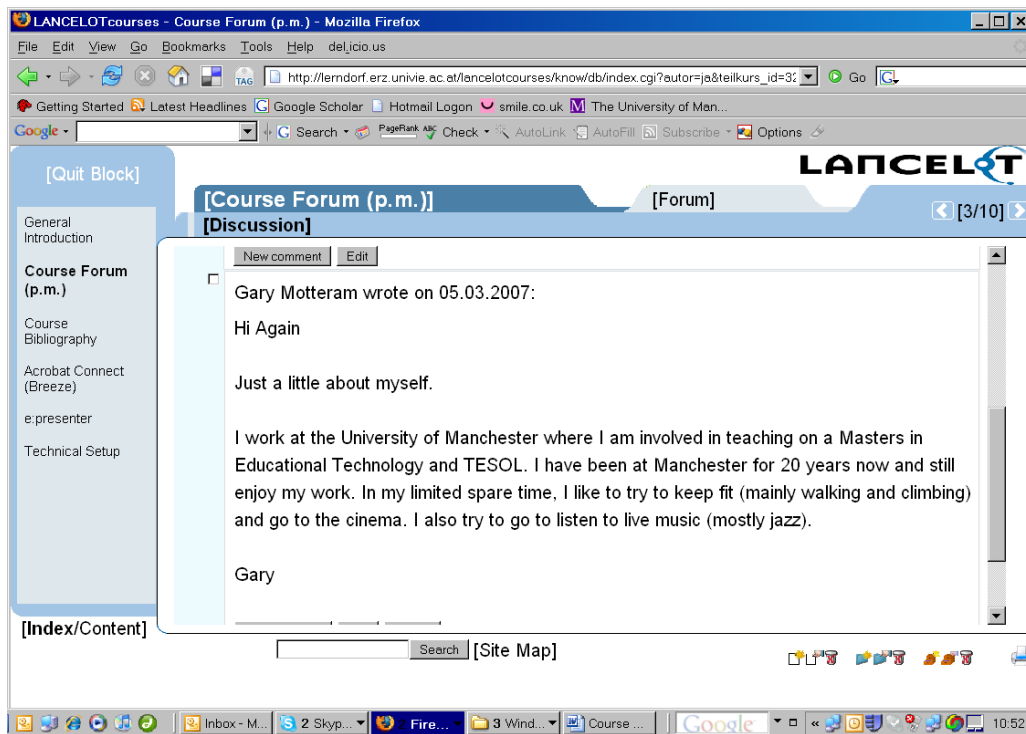 LANCELOTcourses - Course Forum (p.m.) - Mozilla Firefox
File Edit View Go Bookmarks Tools Help del.icio.us
TAG http://lerndorf.erz.univie.ac.at/lancelotcourses/know/db/index.cgi?autor=ja&teilkurs_id=32 Go G
Getting Started Latest Headlines G Google Scholar Hotmail Logon smile.co.uk M The University of Man...
Google G Search PageRank ABC Check AutoLink AutoFill Subscribe Options
LANCELOT
[Quit Block]
[Course Forum (p.m.)] [Forum]
[3/10]
[Discussion]
General
Introduction
Course Forum
(p.m.)
Course
Bibliography
Acrobat Connect
(Breeze)
e:presenter
Technical Setup
New comment Edit
Gary Motteram wrote on 05.03.2007:
Hi Again
Just a little about myself.
I work at the University of Manchester where I am involved in teaching on a Masters in
Educational Technology and TESOL. I have been at Manchester for 20 years now and still
enjoy my work. In my limited spare time, I like to try to keep fit (mainly walking and climbing)
and go to the cinema. I also try to go to listen to live music (mostly jazz).
Gary
[Index/Content]
Search [Site Map]
Inbox - M... 2 Skyp... Fire... 3 Wind... Course ... Google « 10:52